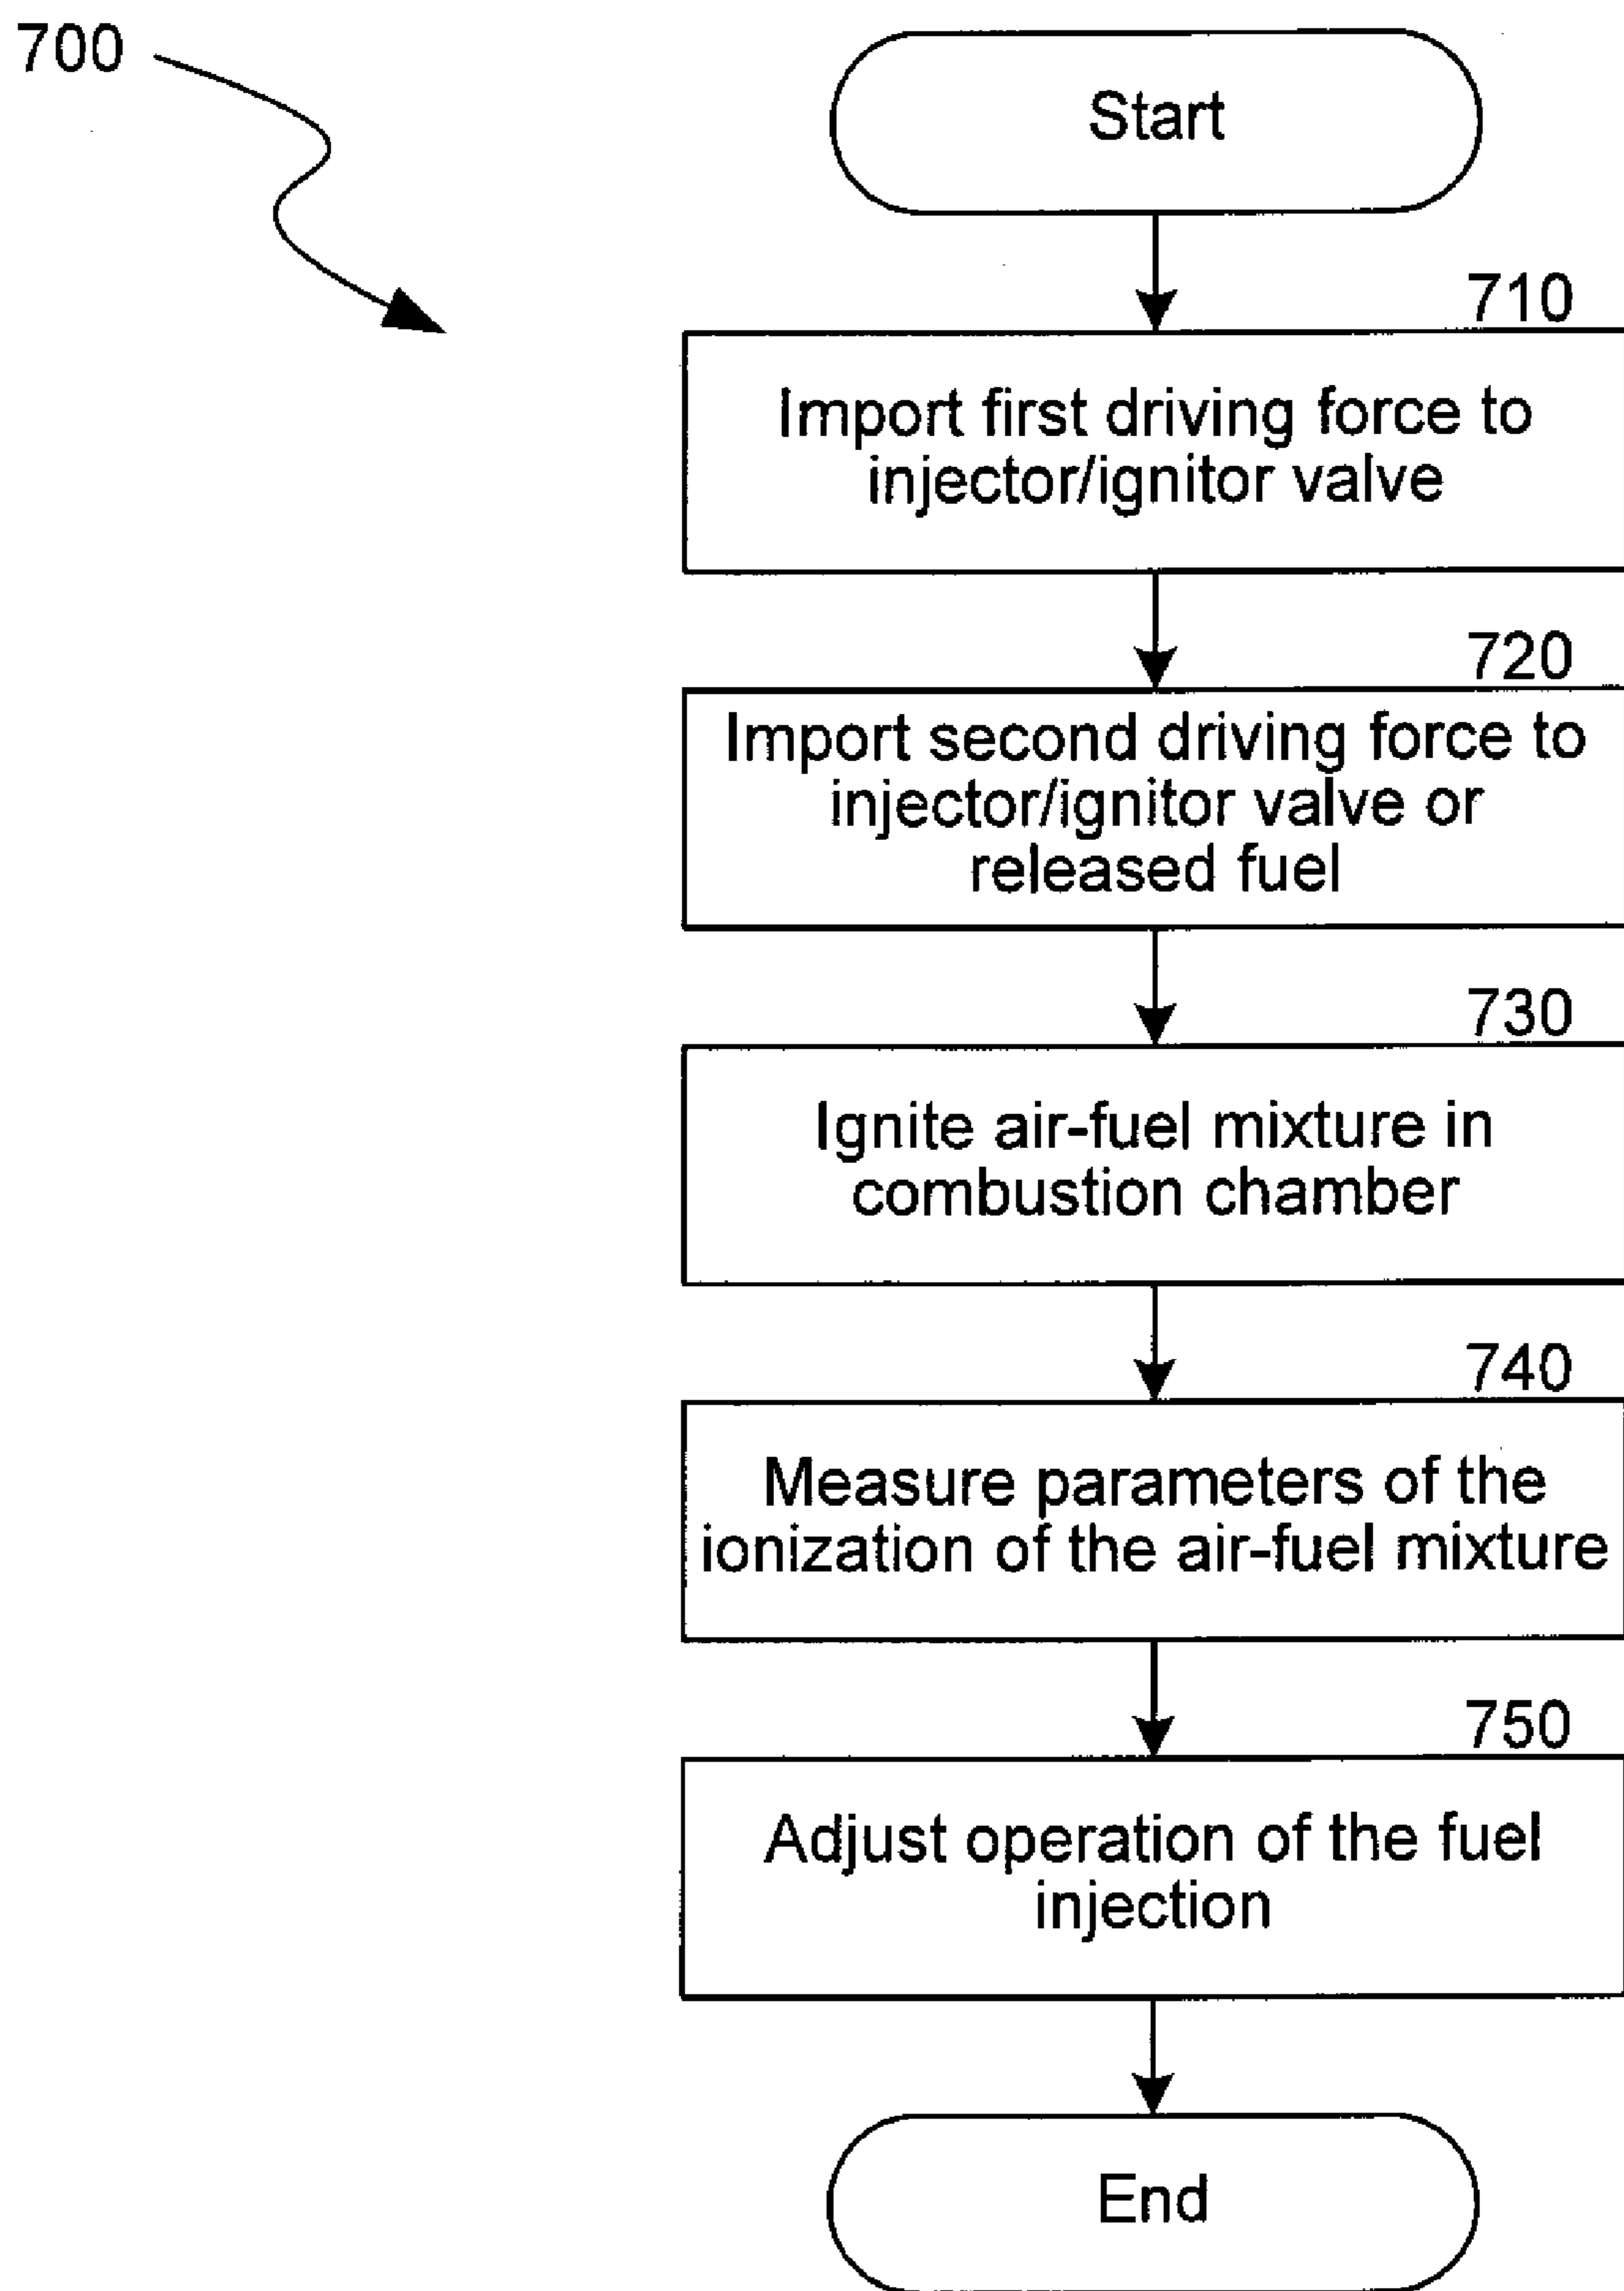 700
Start
710
Import first driving force to
injector/ignitor valve
720
Import second driving force to
injector/ignitor valve or
released fuel
730
Ignite air-fuel mixture in
combustion chamber
740
Measure parameters of the
ionization of the air-fuel mixture
750
Adjust operation of the fuel
injection
End